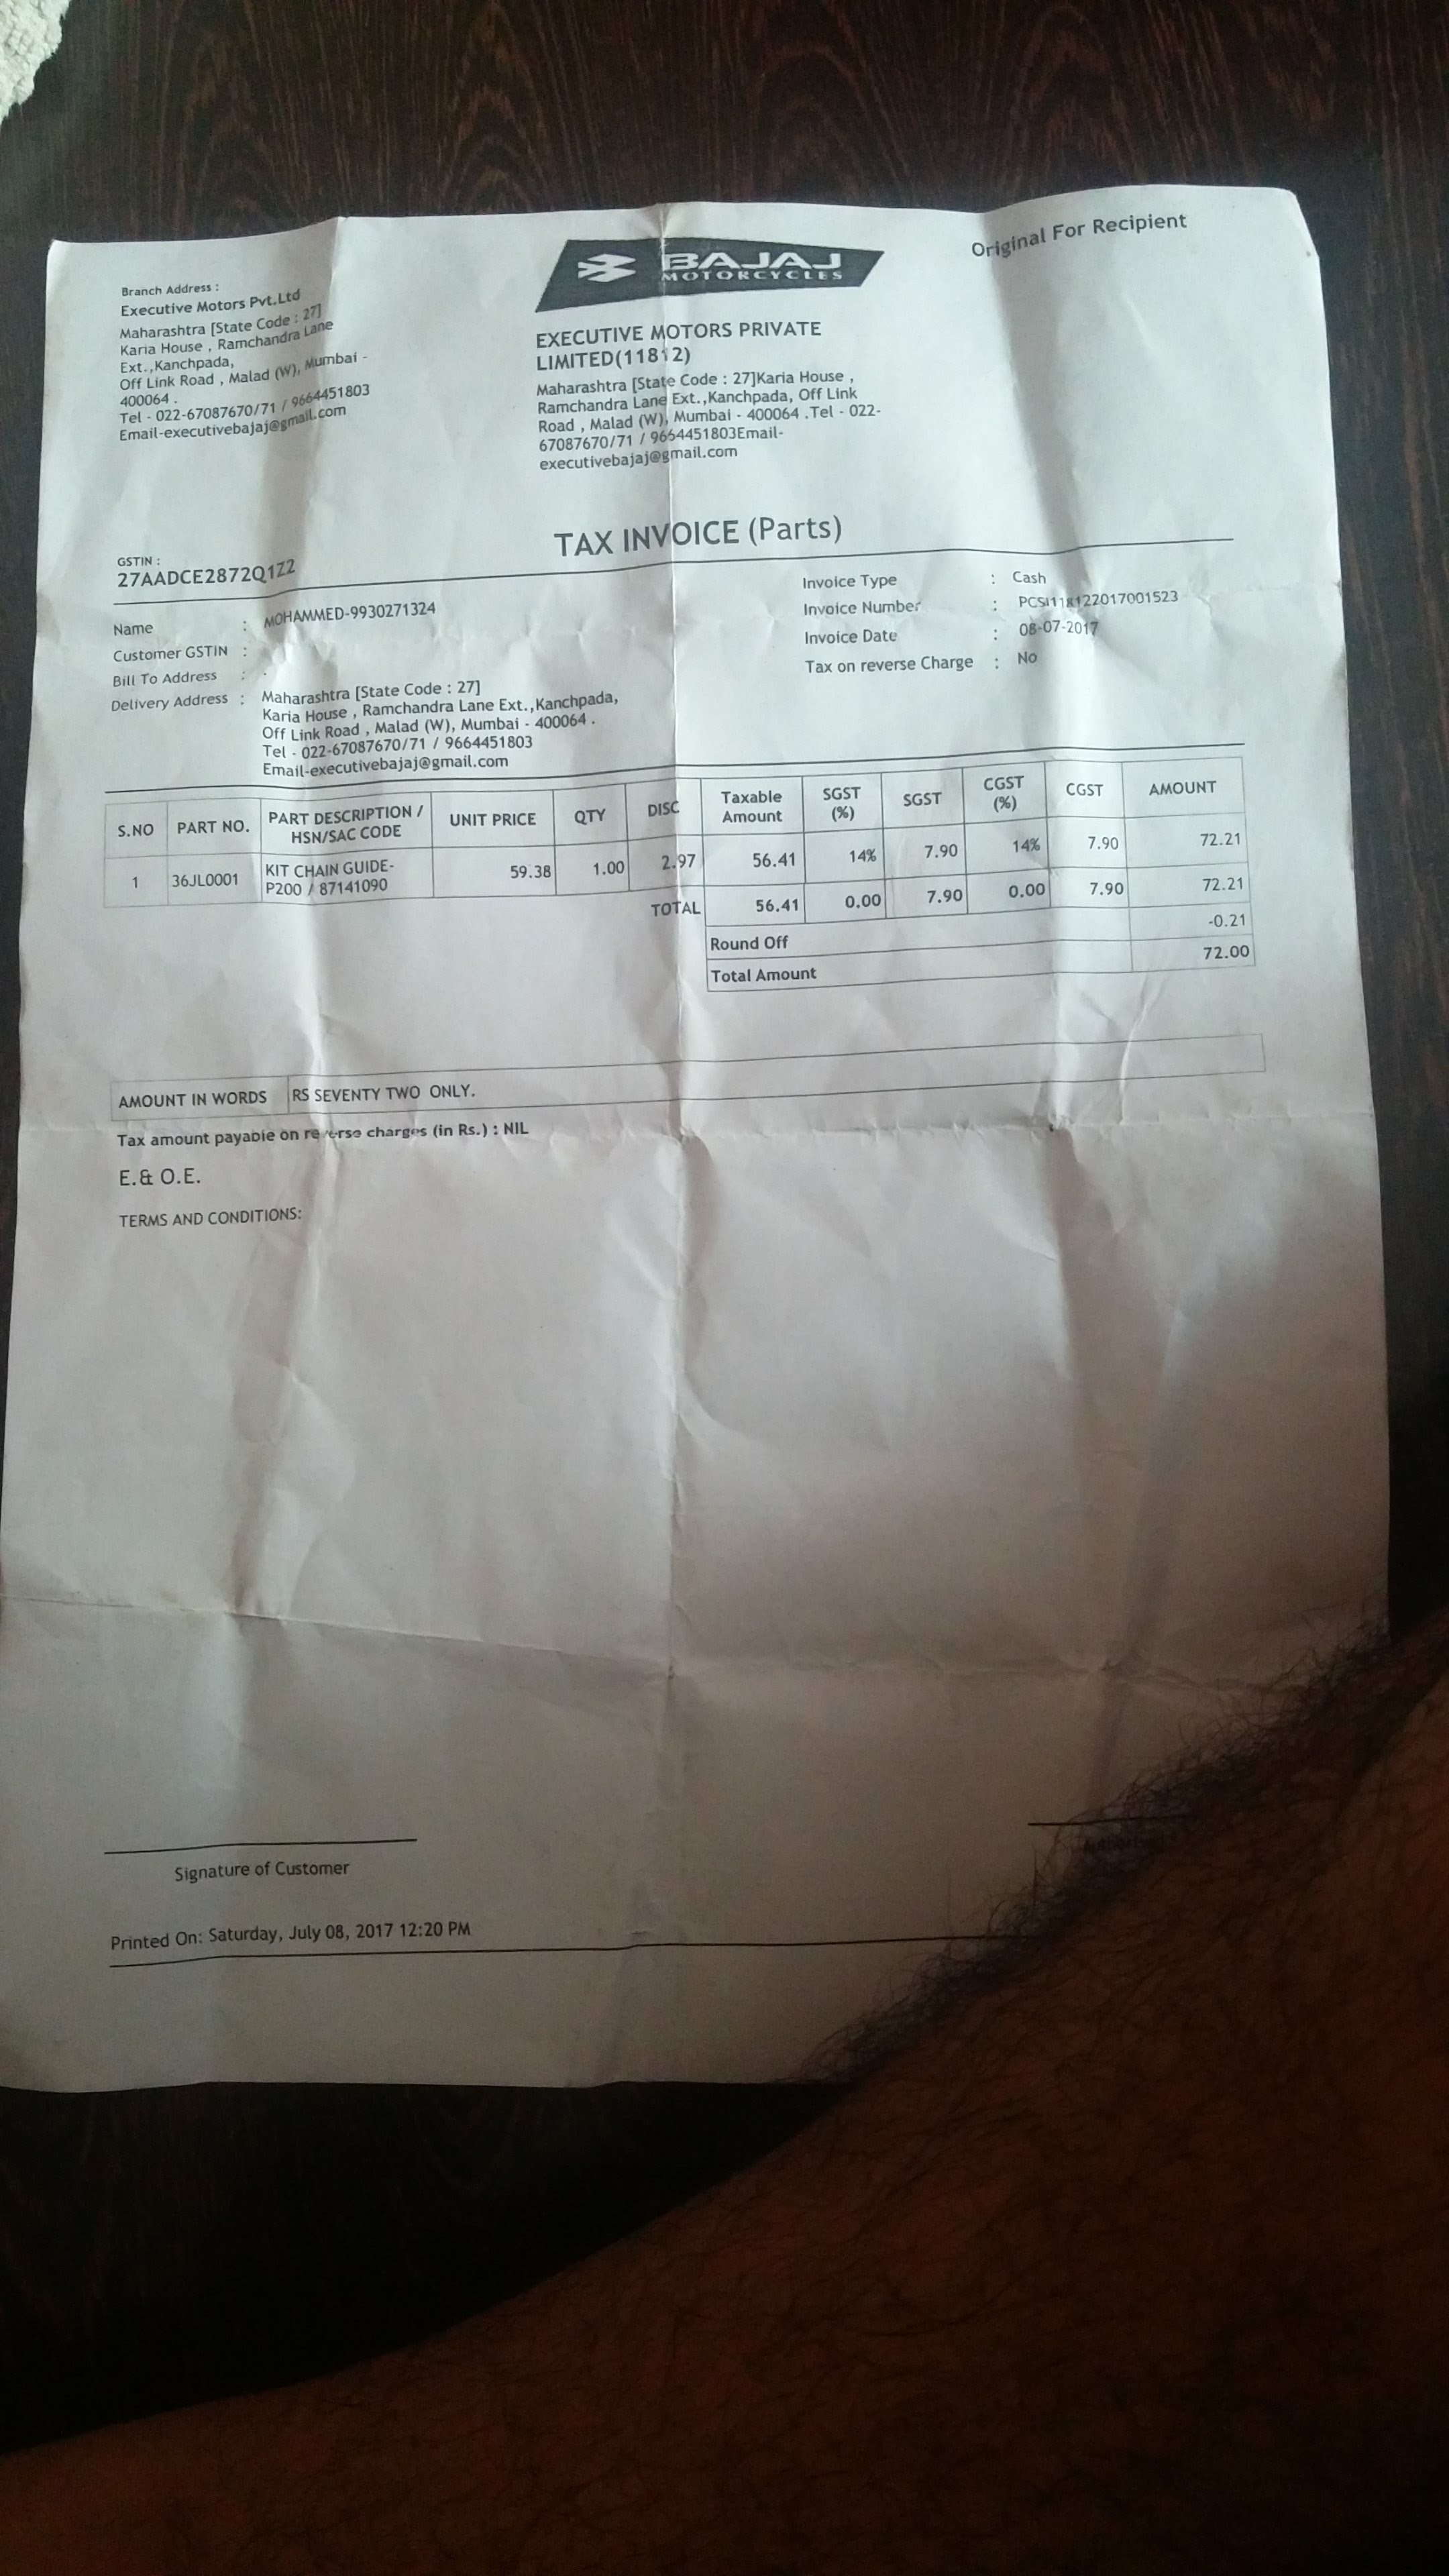 Original For Recipient
BAJAJ
MOTORCYCLES
Branch Address :
Executive Motors Pvt.Ltd
Maharashtra [State Code : 27]
Karia House , Ramchandra Lane
Ext.,Kanchpada,
Off Link Road , Malad (W), Mumbai -
400064 .
Tel - 022-67087670/71 / 9664451803
Email-executivebajaj@gmail.com
EXECUTIVE MOTORS PRIVATE
LIMITED(11812)
Maharashtra [State Code : 27]Karia House ,
Ramchandra Lane Ext.,Kanchpada, Off Link
Road , Malad (W), Mumbai - 400064 .Tel - 022-
67087670/71 / 9664451803Email-
executivebajaj@gmail.com
TAX INVOICE (Parts)
GSTIN :
27AADCE2872Q1Z2
Name : MOHAMMED-9930271324
Customer GSTIN :
Bill To Address : .
Delivery Address : Maharashtra [State Code : 27]
Karia House , Ramchandra Lane Ext.,Kanchpada,
Off Link Road , Malad (W), Mumbai - 400064 .
Tel - 022-67087670/71 / 9664451803
Email-executivebajaj@gmail.com
Invoice Type : Cash
Invoice Number : PCSI118122017001523
Invoice Date : 08-07-2017
Tax on reverse Charge : No
S.NO PART NO. PART DESCRIPTION / HSN/SAC CODE UNIT PRICE QTY DISC Taxable Amount SGST (%) SGST CGST (%) CGST AMOUNT
1 36JL0001 KIT CHAIN GUIDE-P200 / 87141090 59.38 1.00 2.97 56.41 14% 7.90 14% 7.90 72.21
TOTAL 56.41 0.00 7.90 0.00 7.90 72.21
Round Off -0.21
Total Amount 72.00
AMOUNT IN WORDS RS SEVENTY TWO ONLY.
Tax amount payable on reverse charges (in Rs.) : NIL
E.& O.E.
TERMS AND CONDITIONS:
Signature of Customer
Printed On: Saturday, July 08, 2017 12:20 PM